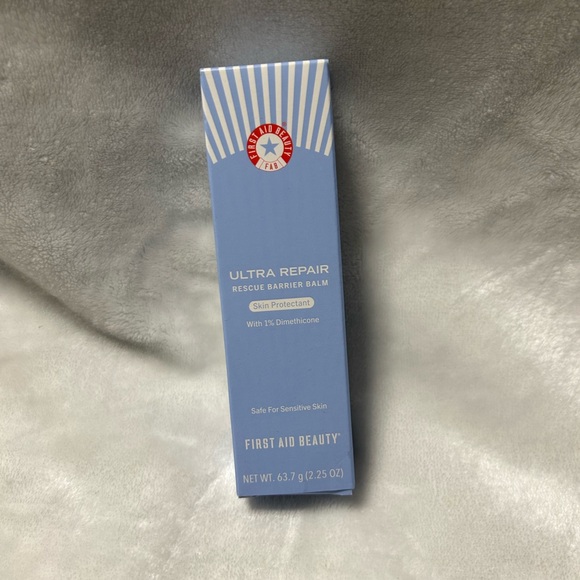 FIRST AID BEAUTY
FAB
ULTRA REPAIR
RESCUE BARRIER BALM
Skin Protectant
With 1% Dimethicone
Safe For Sensitive Skin
FIRST AID BEAUTY®
NET WT. 63.7 g (2.25 OZ)